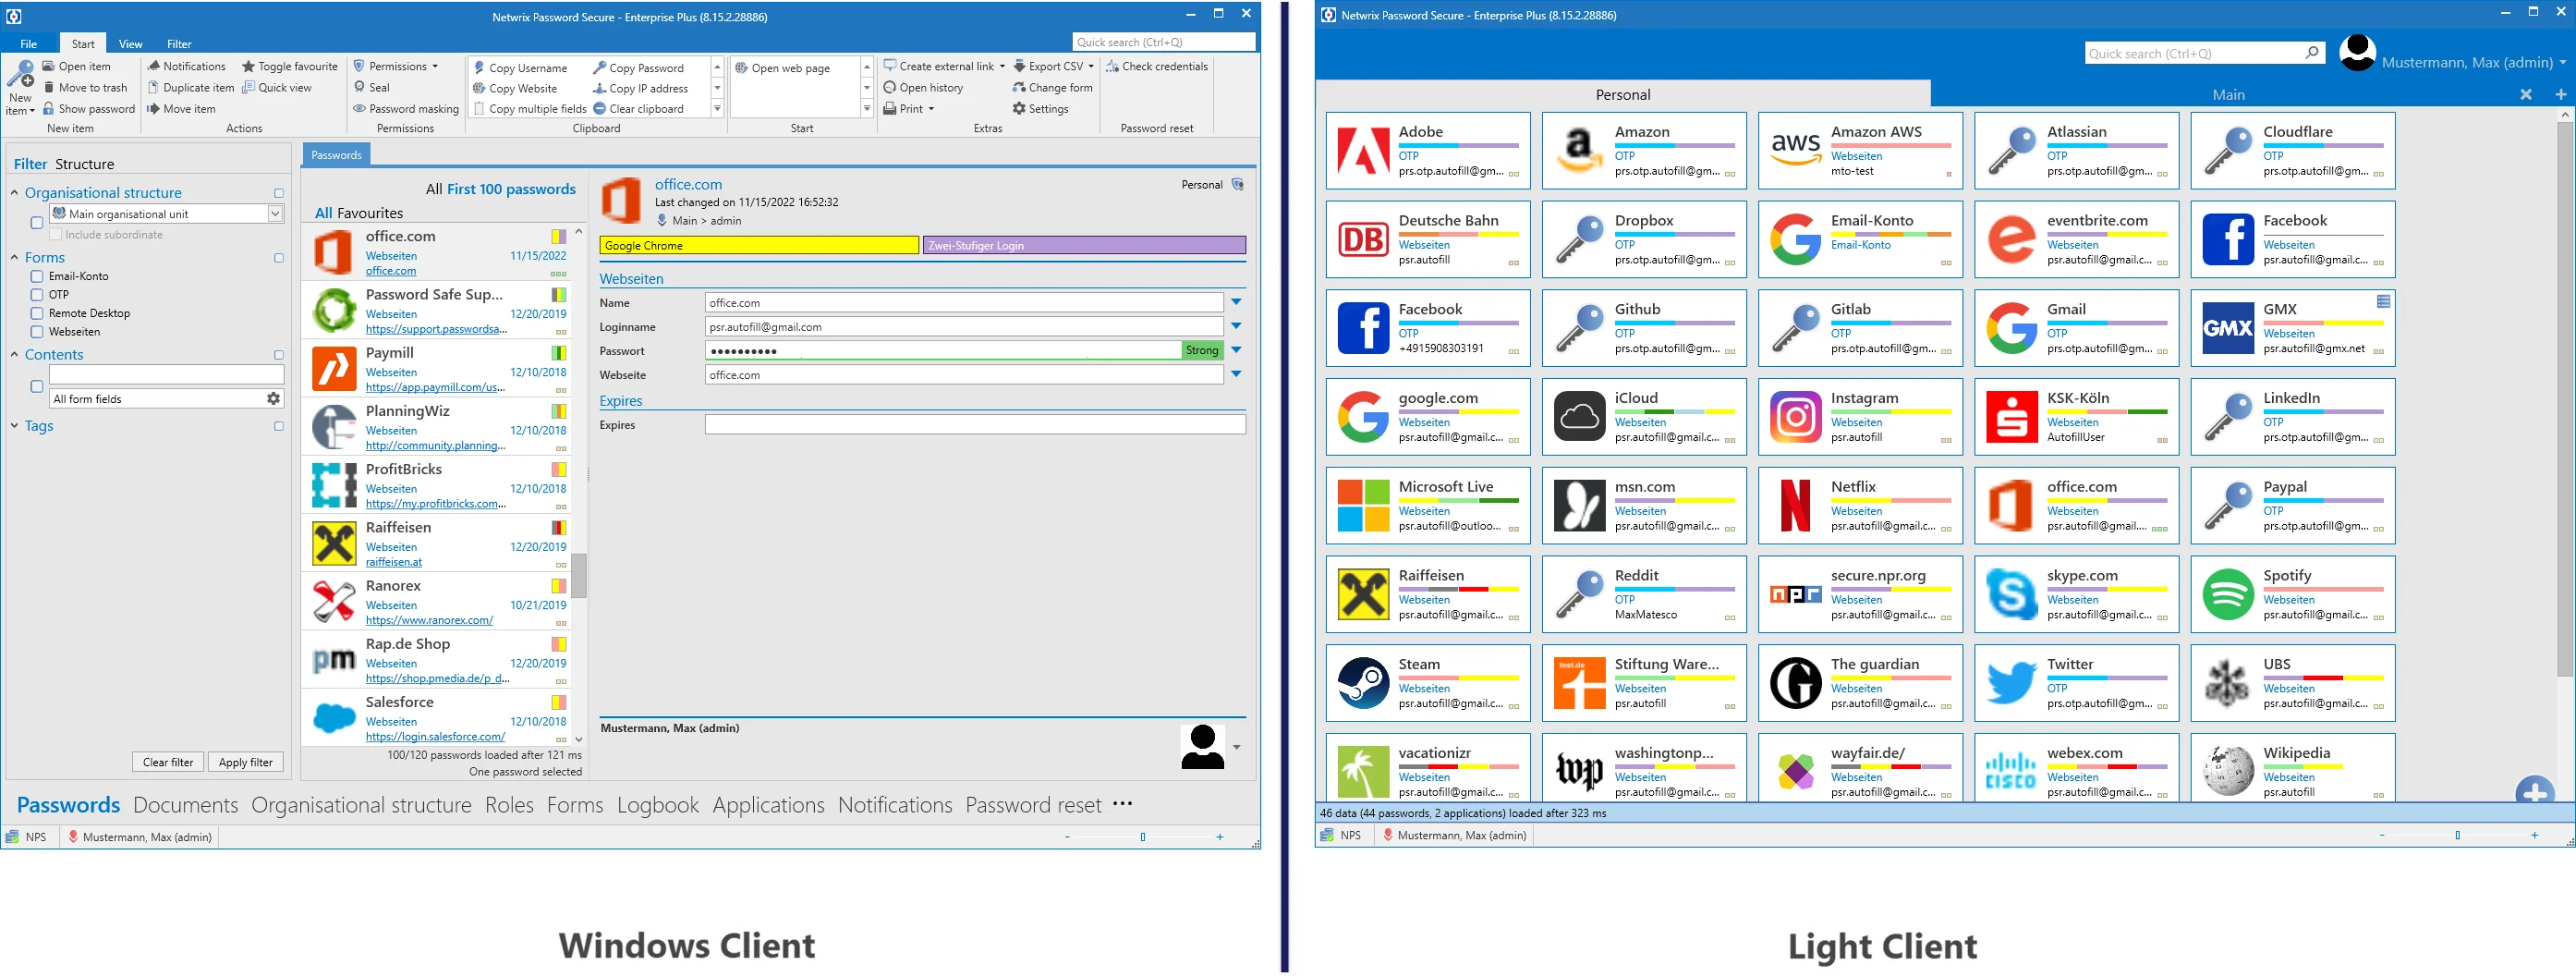 Netwrix Password Secure - Enterprise Plus (8.15.2.28886)
File Start View Filter
Quick search (Ctrl+Q)
New item
Open item
Move to trash
Show password
New item
Notifications
Toggle favourite
Duplicate item
Quick view
Move item
Actions
Permissions
Seal
Password masking
Permissions
Copy Username
Copy Password
Copy Website
Copy IP address
Copy multiple fields
Clear clipboard
Clipboard
Open web page
Start
Create external link
Export CSV
Open history
Change form
Print
Settings
Extras
Check credentials
Password reset
Filter Structure
Organisational structure
Main organisational unit
Include subordinate
Forms
Email-Konto
OTP
Remote Desktop
Webseiten
Contents
All form fields
Tags
Clear filter
Apply filter
Passwords
All First 100 passwords
All Favourites
office.com
Webseiten 11/15/2022
office.com
Password Safe Sup...
Webseiten 12/20/2019
https://support.passwordsa...
Paymill
Webseiten 12/10/2018
https://app.paymill.com/us...
PlanningWiz
Webseiten 12/10/2018
http://community.planning...
ProfitBricks
Webseiten 12/10/2018
https://my.profitbricks.com...
Raiffeisen
Webseiten 12/20/2019
raiffeisen.at
Ranorex
Webseiten 10/21/2019
https://www.ranorex.com/
Rap.de Shop
pm
Webseiten 12/20/2019
https://shop.pmedia.de/p_d...
Salesforce
Webseiten 12/10/2018
https://login.salesforce.com/
100/120 passwords loaded after 121 ms
One password selected
office.com
Personal
Last changed on 11/15/2022 16:52:32
Main > admin
Google Chrome
Zwei-Stufiger Login
Webseiten
Name office.com
Loginname psr.autofill@gmail.com
Passwort ●●●●●●●●●● Strong
Webseite office.com
Expires
Expires
Mustermann, Max (admin)
Passwords Documents Organisational structure Roles Forms Logbook Applications Notifications Password reset ...
NPS Mustermann, Max (admin)
- +
Windows Client
Netwrix Password Secure - Enterprise Plus (8.15.2.28886)
Quick search (Ctrl+Q)
Mustermann, Max (admin)
Personal
Main
Adobe
OTP
prs.otp.autofill@gm...
a
Amazon
OTP
prs.otp.autofill@gm...
aws
Amazon AWS
Webseiten
mto-test
Atlassian
OTP
prs.otp.autofill@gm...
Cloudflare
OTP
prs.otp.autofill@gm...
DB
Deutsche Bahn
Webseiten
psr.autofill
Dropbox
OTP
prs.otp.autofill@gm...
Email-Konto
Email-Konto
eventbrite.com
Webseiten
psr.autofill@gmail.c...
Facebook
Webseiten
psr.autofill@gmail.c...
Facebook
OTP
+4915908303191
Github
OTP
prs.otp.autofill@gm...
Gitlab
OTP
prs.otp.autofill@gm...
Gmail
OTP
prs.otp.autofill@gm...
GMX
GMX
Webseiten
psr.autofill@gmx.net
google.com
Webseiten
psr.autofill@gmail.c...
iCloud
Webseiten
psr.autofill@gmail.c...
Instagram
Webseiten
psr.autofill
KSK-Köln
Webseiten
AutofillUser
LinkedIn
OTP
prs.otp.autofill@gm...
Microsoft Live
Webseiten
psr.autofill@outloo...
msn.com
Webseiten
psr.autofill@gmail.c...
Netflix
Webseiten
psr.autofill@gmail.c...
office.com
Webseiten
psr.autofill@gmail....
Paypal
OTP
prs.otp.autofill@gm...
Raiffeisen
Webseiten
psr.autofill@gmail.c...
Reddit
OTP
MaxMatesco
npr
secure.npr.org
Webseiten
psr.autofill@gmail.c...
skype.com
Webseiten
psr.autofill@gmail.c...
Spotify
Webseiten
psr.autofill@gmail.c...
Steam
Webseiten
psr.autofill@gmail.c...
test.de
Stiftung Ware...
Webseiten
psr.autofill
The guardian
Webseiten
psr.autofill@gmail.c...
Twitter
OTP
prs.otp.autofill@gm...
UBS
Webseiten
psr.autofill@gmail.c...
vacationizr
Webseiten
psr.autofill@gmail.c...
wp
washingtonp...
Webseiten
psr.autofill@gmail.c...
wayfair.de/
Webseiten
psr.autofill@gmail.c...
CISCO
webex.com
Webseiten
psr.autofill@gmail.c...
Wikipedia
Webseiten
psr.autofill
46 data (44 passwords, 2 applications) loaded after 323 ms
NPS Mustermann, Max (admin)
- +
Light Client